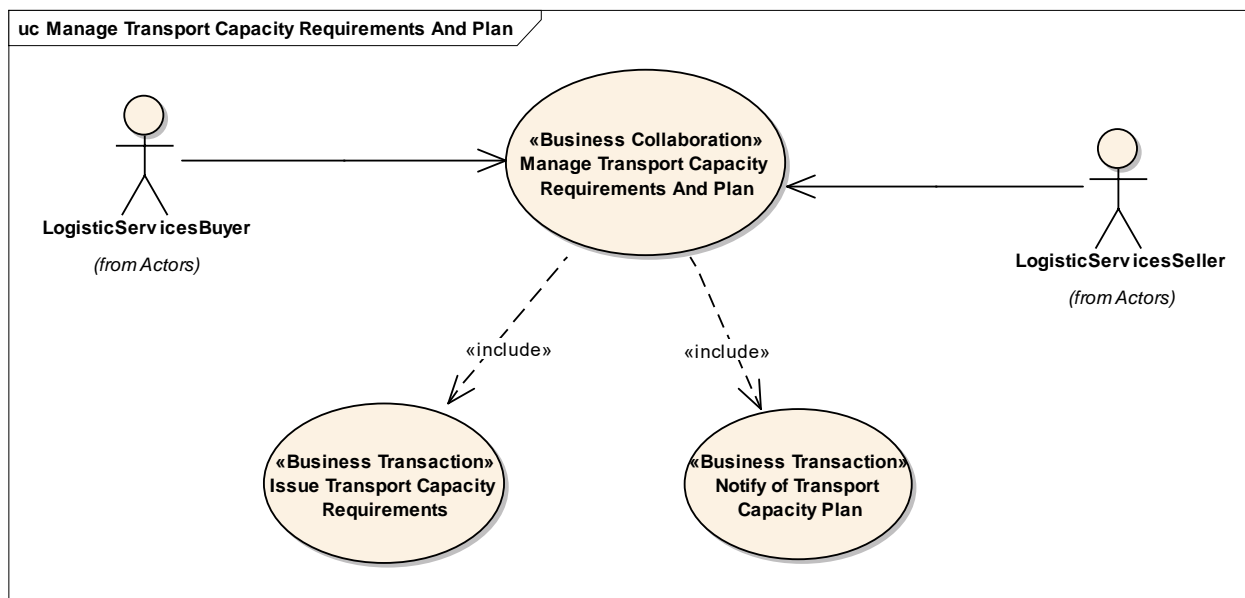 uc Manage Transport Capacity Requirements And Plan
«Business Collaboration»
Manage Transport Capacity
Requirements And Plan
LogisticServicesBuyer
(from Actors)
LogisticServicesSeller
(from Actors)
«include»
«include»
«Business Transaction»
Issue Transport Capacity
Requirements
«Business Transaction»
Notify of Transport
Capacity Plan